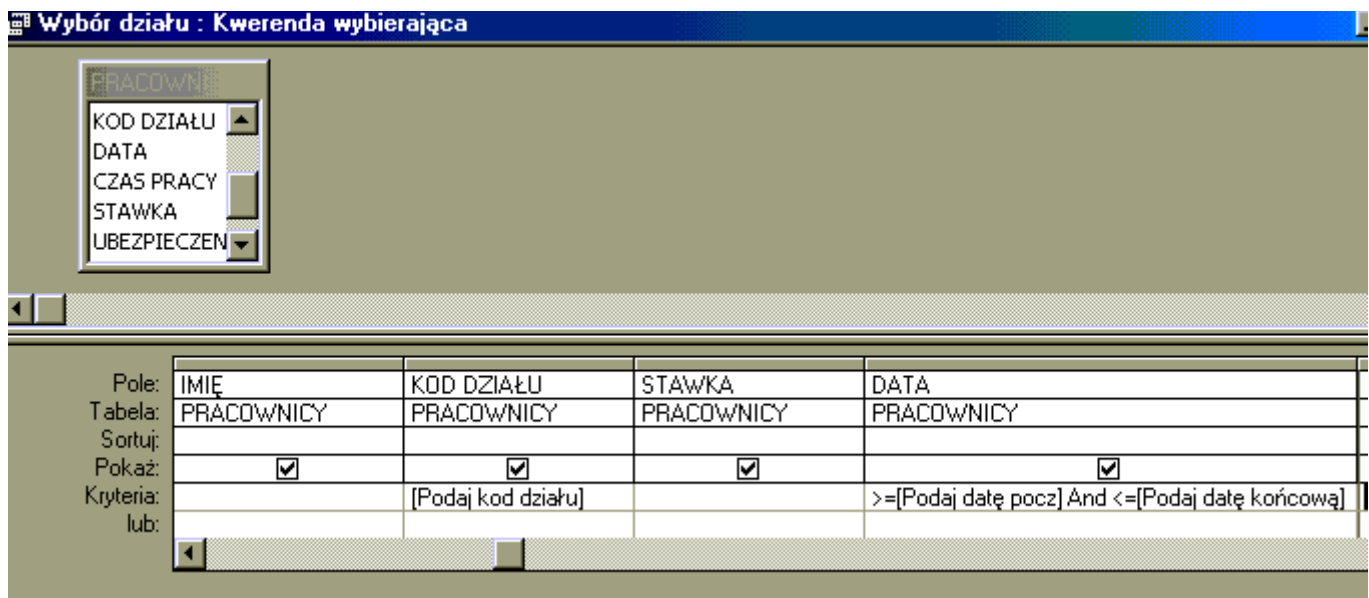 Wybór działu : Kwerenda wybierająca
PRACOWNI
KOD DZIAŁU
DATA
CZAS PRACY
STAWKA
UBEZPIECZEN
Pole: IMIĘ KOD DZIAŁU STAWKA DATA
Tabela: PRACOWNICY PRACOWNICY PRACOWNICY PRACOWNICY
Sortuj:
Pokaż:
Kryteria: [Podaj kod działu] >=[Podaj datę pocz] And <=[Podaj datę końcową]
lub: